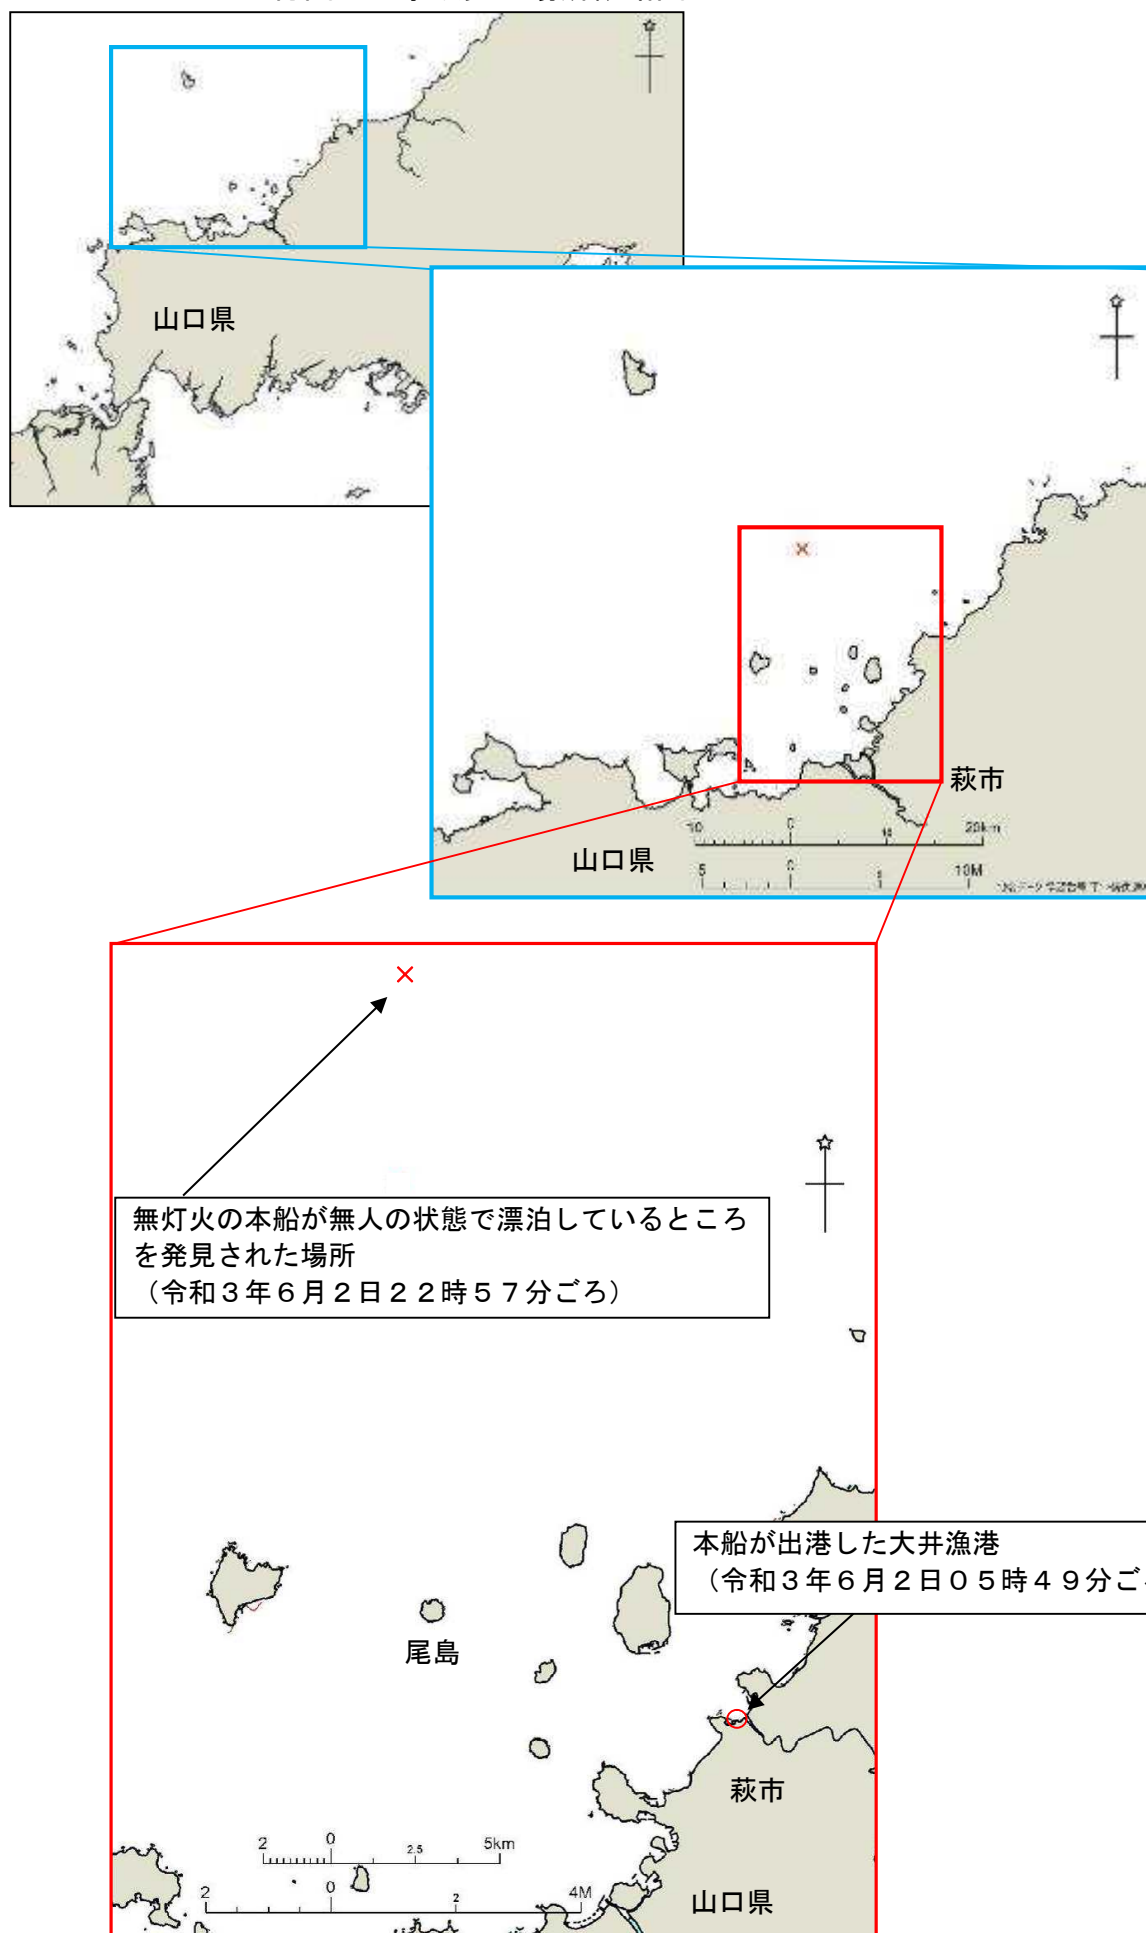 山口県
萩市
10 0 10 20km
山口県
5 0 5 10M
無灯火の本船が無人の状態で漂泊しているところ
を発見された場所
（令和３年６月２日２２時５７分ごろ）
本船が出港した大井漁港
（令和３年６月２日０５時４９分ご
尾島
萩市
2 0 2.5 5km
2 0 2 4M
山口県